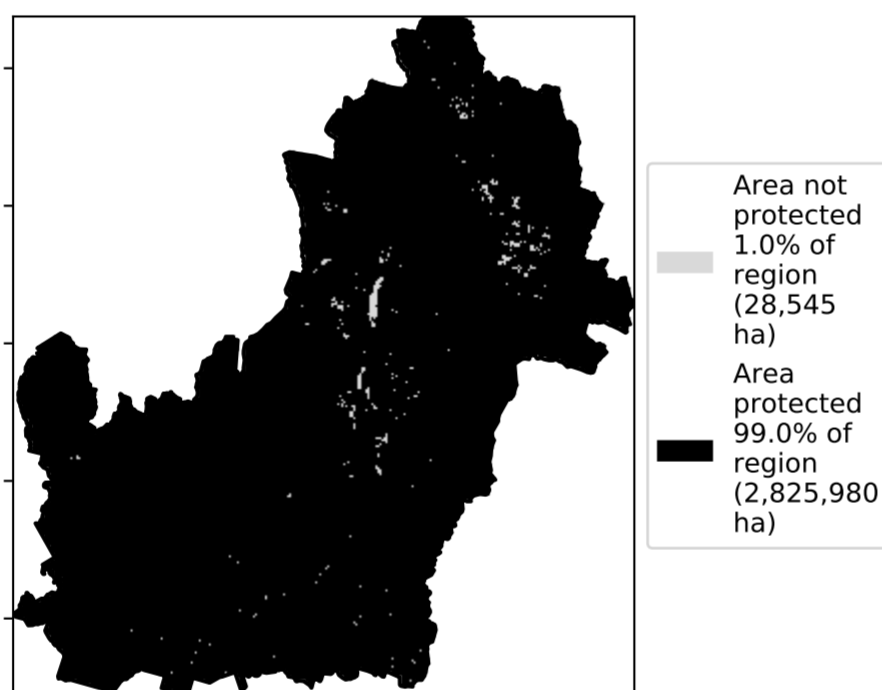 Area not
protected
1.0% of
region
(28,545
ha)
Area
protected
99.0% of
region
(2,825,980
ha)